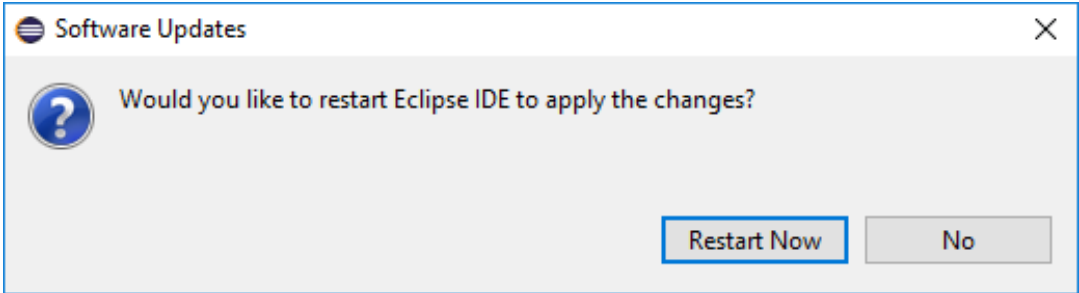 Software Updates
Would you like to restart Eclipse IDE to apply the changes?
Restart Now
No